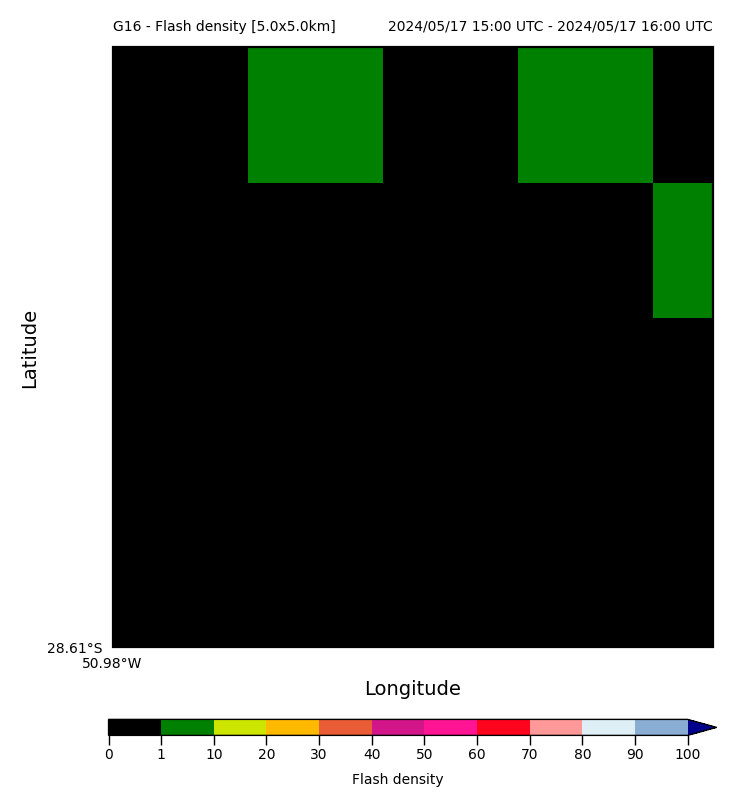 G16 - Flash density [5.0x5.0km] 2024/05/17 15:00 UTC - 2024/05/17 16:00 UTC
Latitude
28.61°S
50.98°W
Longitude
0 1 10 20 30 40 50 60 70 80 90 100
Flash density